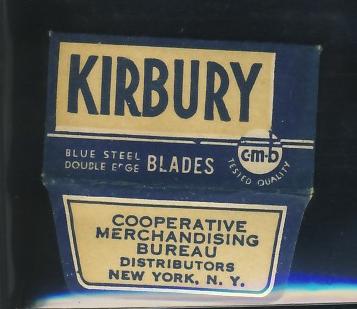 KIRBURY
BLUE STEEL
DOUBLE EDGE BLADES
c-m-b
TESTED QUALITY
COOPERATIVE
MERCHANDISING
BUREAU
DISTRIBUTORS
NEW YORK, N. Y.